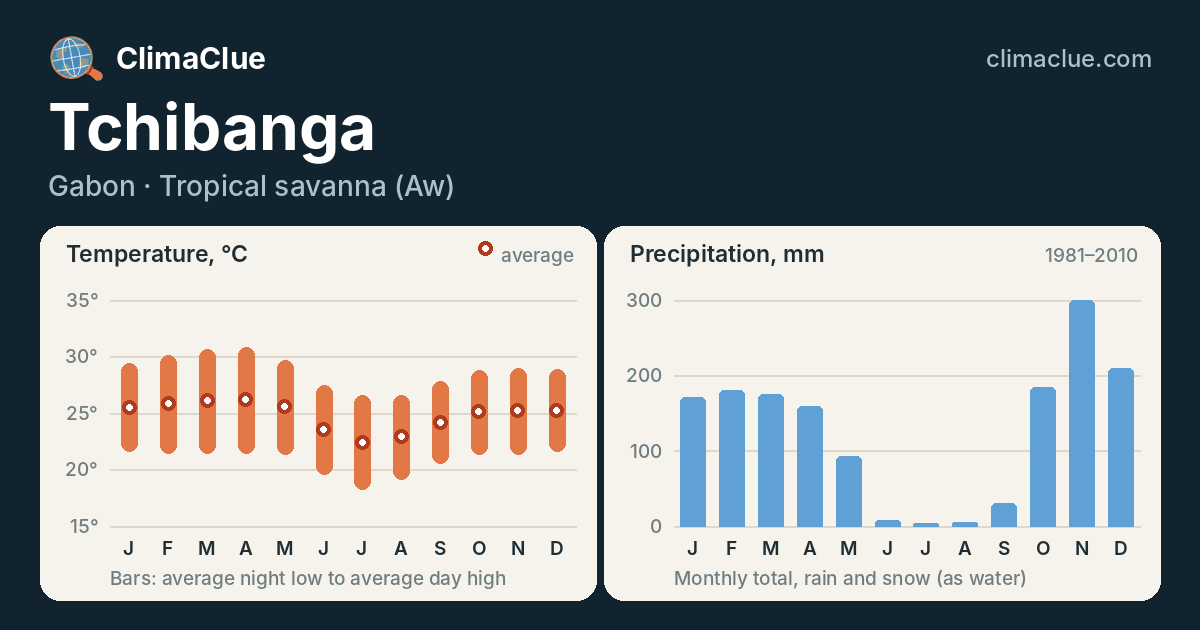 ClimaClue
climaclue.com
Tchibanga
Gabon · Tropical savanna (Aw)
Temperature, °C
average
35°
30°
25°
20°
15°
J F M A M J J A S O N D
Bars: average night low to average day high
Precipitation, mm
1981–2010
300
200
100
0
J F M A M J J A S O N D
Monthly total, rain and snow (as water)